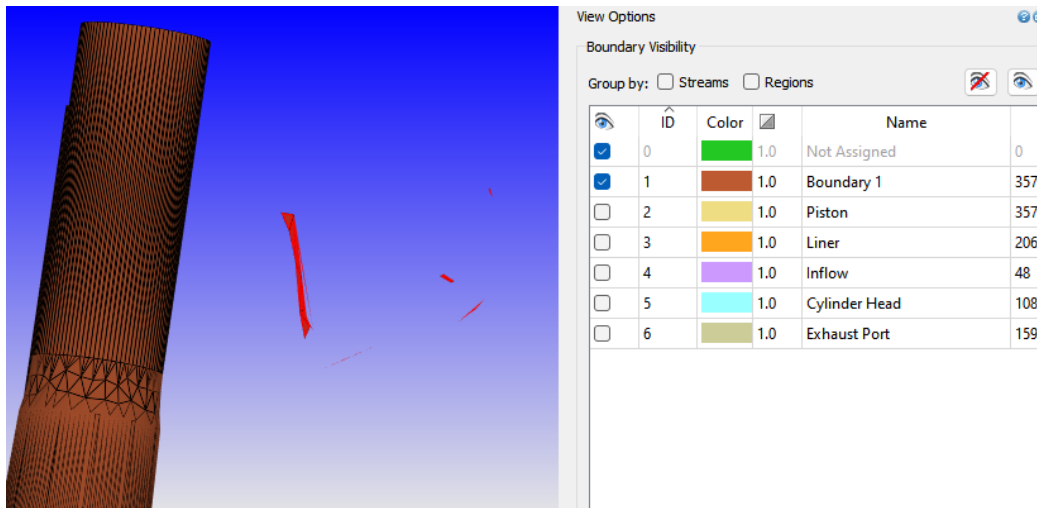 View Options
Boundary Visibility
Group by: Streams Regions
ID Color Name
0 1.0 Not Assigned 0
1 1.0 Boundary 1 357
2 1.0 Piston 357
3 1.0 Liner 206
4 1.0 Inflow 48
5 1.0 Cylinder Head 108
6 1.0 Exhaust Port 159